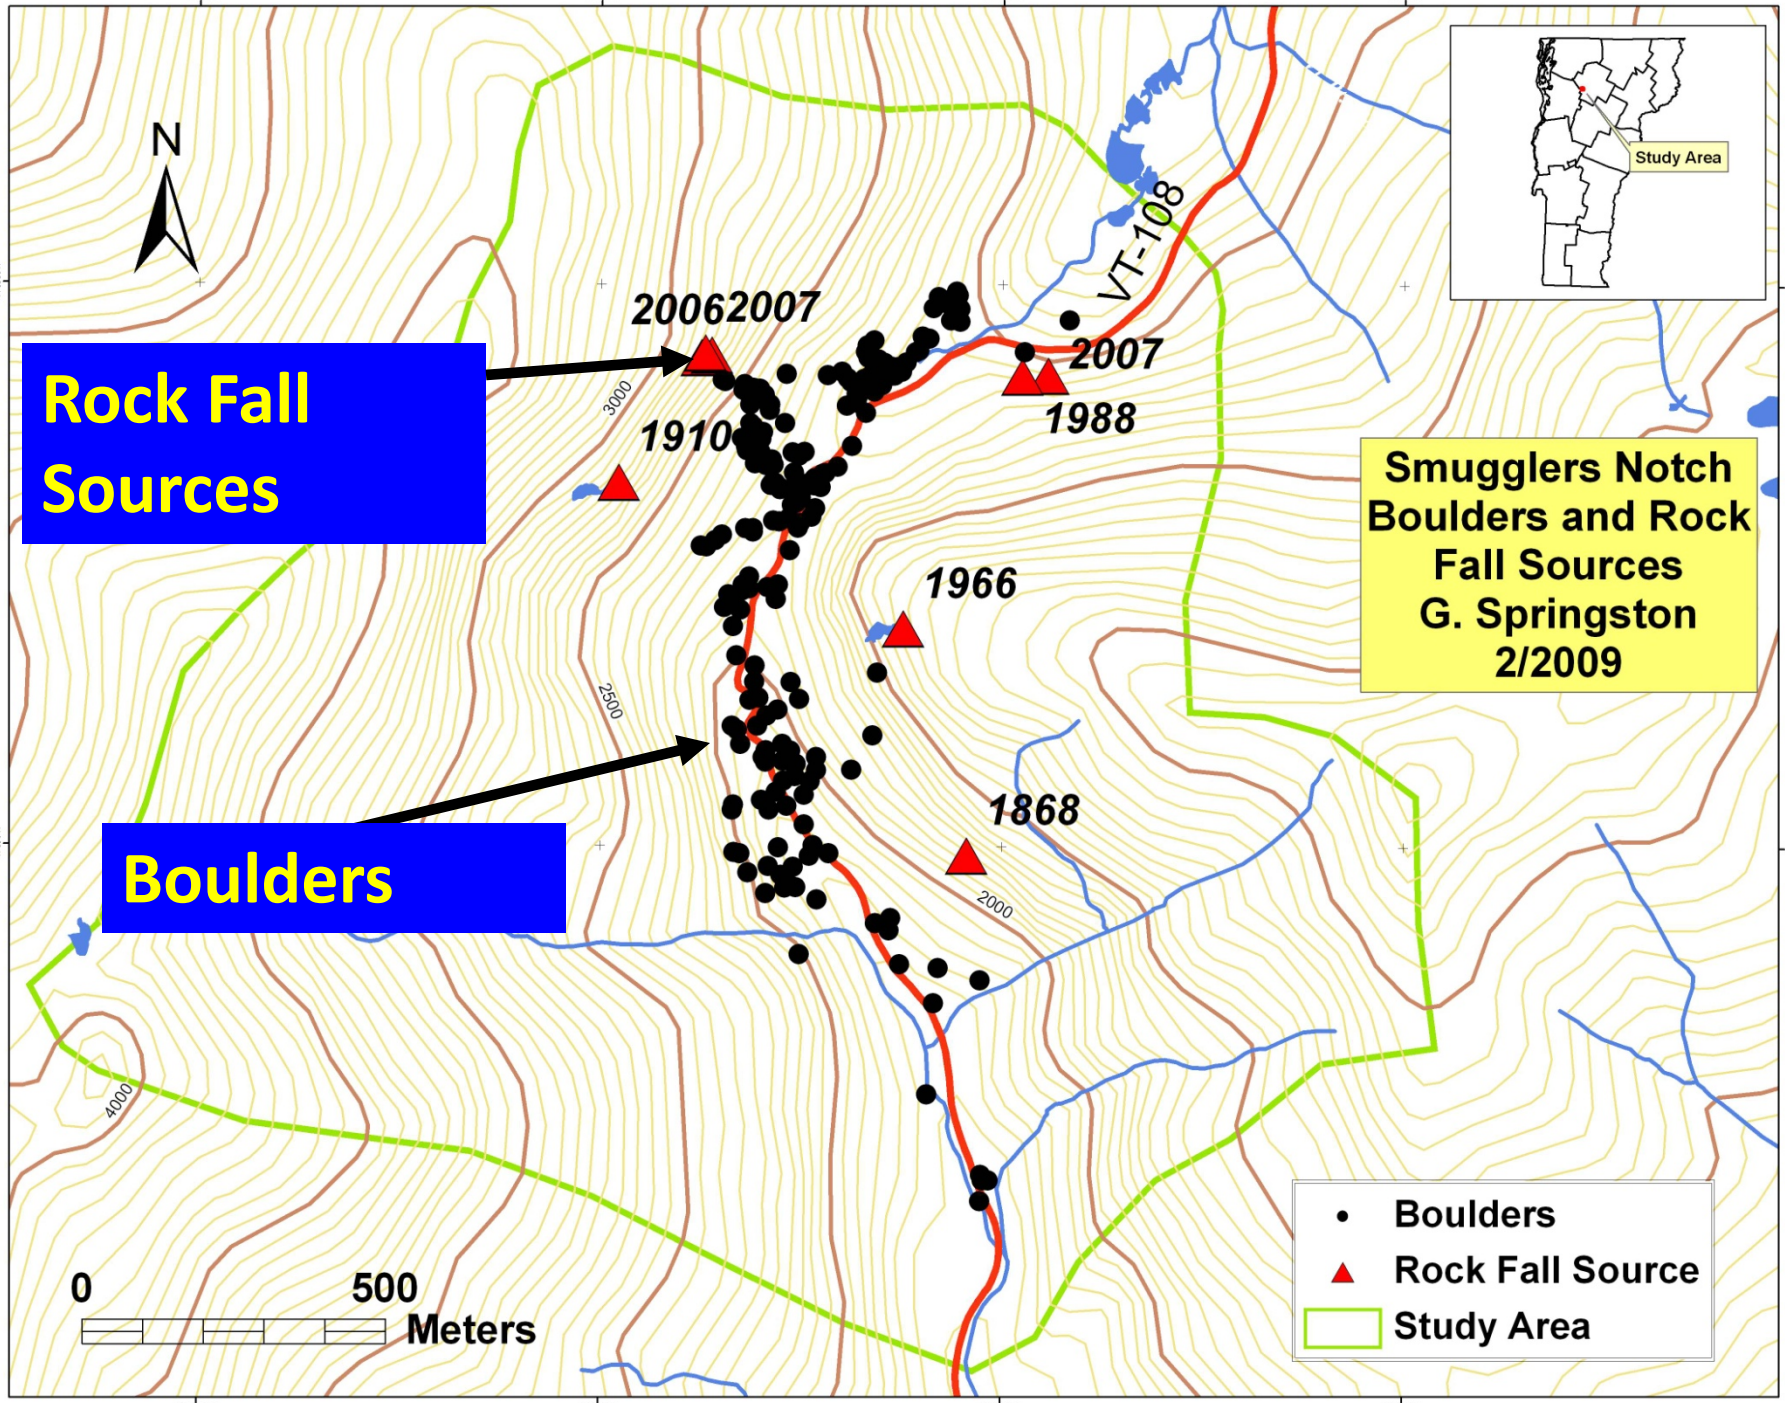 N
VT-108
Study Area
20062007
Rock Fall
Sources
3000
2007
1910
1988
Smugglers Notch
Boulders and Rock
Fall Sources
G. Springston
2/2009
1966
2500
1868
Boulders
2000
4000
0 500
Meters
Boulders
Rock Fall Source
Study Area